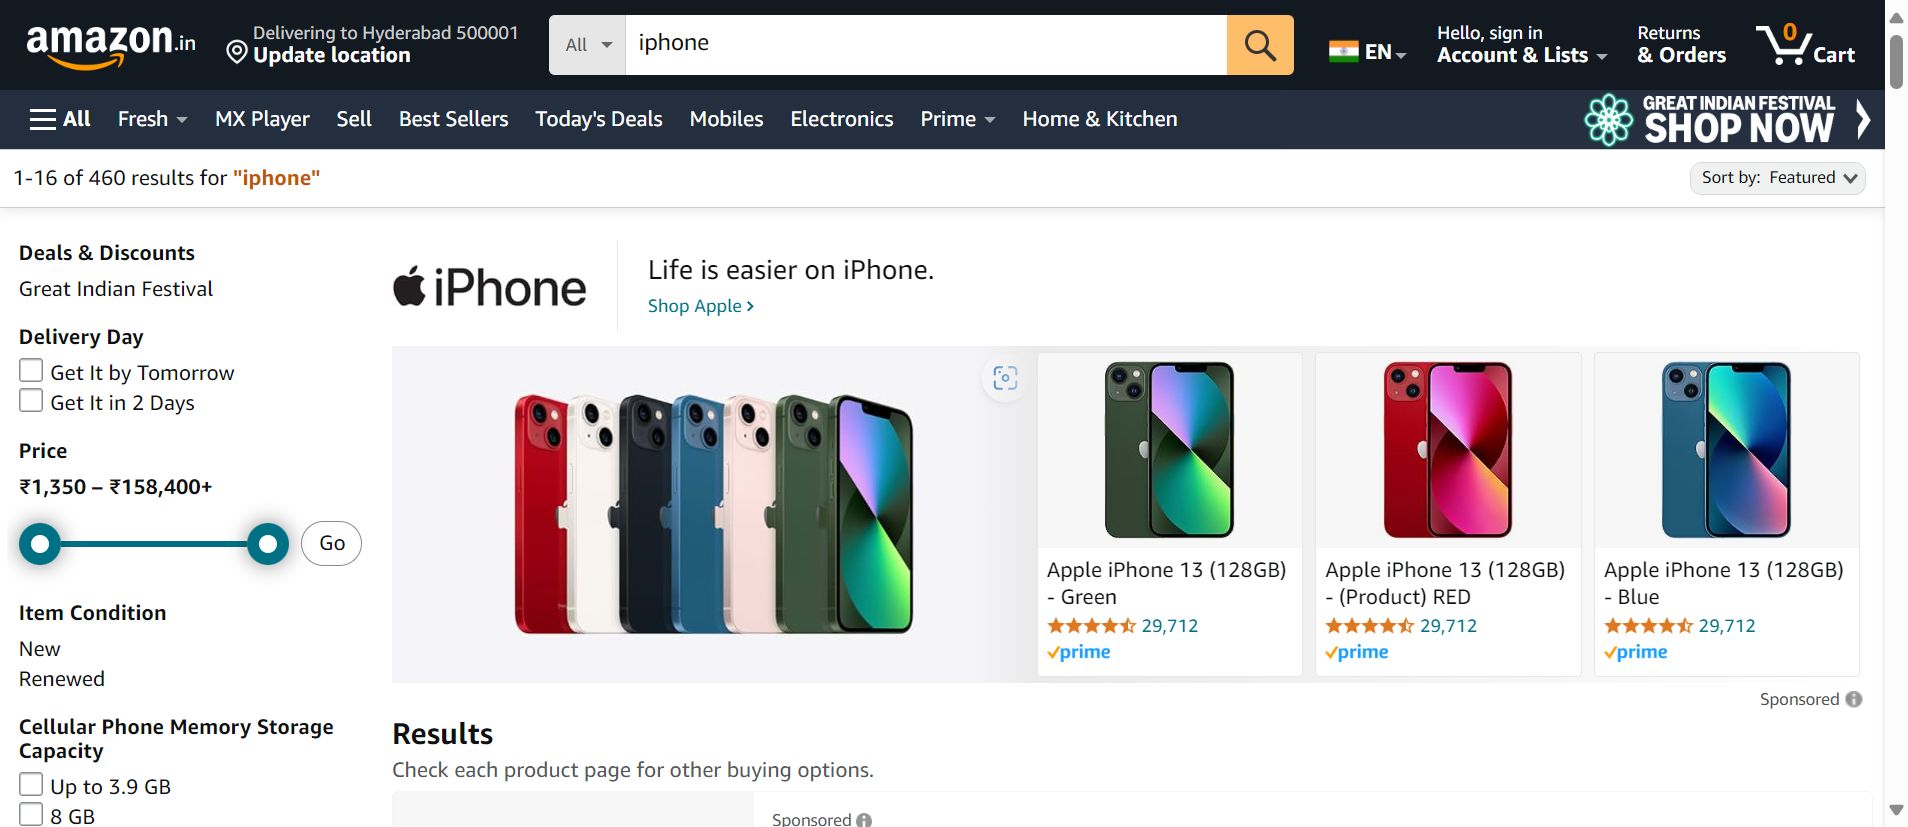 amazon.in
Delivering to Hyderabad 500001
Update location
All
iphone
EN
Hello, sign in
Account & Lists
Returns
& Orders
0
Cart
All
Fresh
MX Player
Sell
Best Sellers
Today's Deals
Mobiles
Electronics
Prime
Home & Kitchen
GREAT INDIAN FESTIVAL
SHOP NOW
1-16 of 460 results for "iphone"
Sort by: Featured
Deals & Discounts
Great Indian Festival
Delivery Day
Get It by Tomorrow
Get It in 2 Days
Price
₹1,350 – ₹158,400+
Go
Item Condition
New
Renewed
Cellular Phone Memory Storage
Capacity
Up to 3.9 GB
8 GB
iPhone
Life is easier on iPhone.
Shop Apple
Apple iPhone 13 (128GB)
- Green
29,712
prime
Apple iPhone 13 (128GB)
- (Product) RED
29,712
prime
Apple iPhone 13 (128GB)
- Blue
29,712
prime
Sponsored
Results
Check each product page for other buying options.
Sponsored